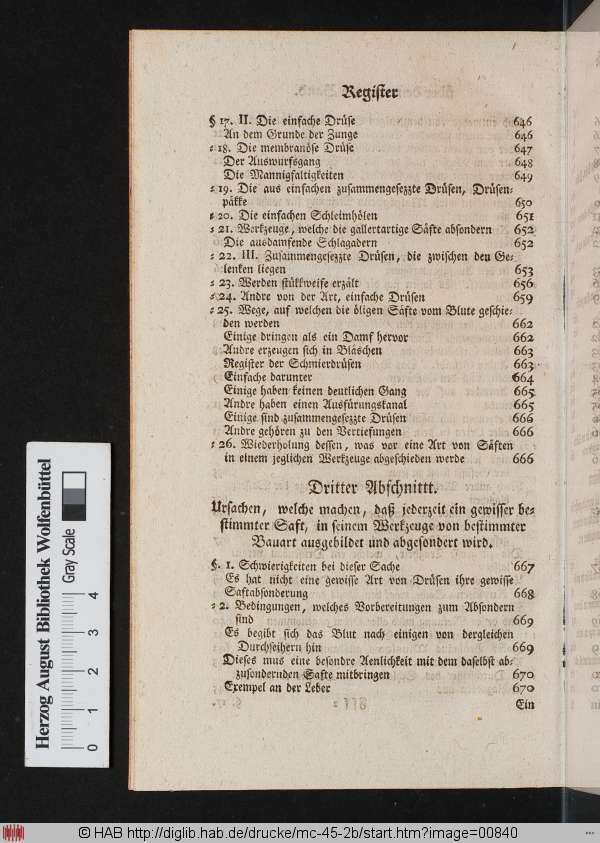 Register
§ 17. II. Die einfache Drüse 646
An dem Grunde der Zunge 646
⸗ 18. Die membranöse Drüse 647
Der Auswurfsgang 648
Die Mannigfaltigkeiten 649
⸗ 19. Die aus einfachen zusammengesezzte Drüsen, Drüsen⸗
päkke 650
⸗ 20. Die einfachen Schleimhölen 651
⸗ 21. Werkzeuge, welche die gallertartige Säfte absondern 652
Die ausdamfende Schlagadern 652
⸗ 22. III. Zusammengesezzte Drüsen, die zwischen den Ge⸗
lenken liegen 653
⸗ 23. Werden stükkweise erzält 656
⸗ 24. Andre von der Art, einfache Drüsen 659
⸗ 25. Wege, auf welchen die öligen Säfte vom Blute geschie⸗
den werden 662
Einige dringen als ein Damf hervor 662
Andre erzeugen sich in Bläschen 663
Register der Schmierdrüsen 663
Einfache darunter 664
Einige haben keinen deutlichen Gang 665
Andre haben einen Ausfürungskanal 665
Einige sind zusammengesezzte Drüsen 666
Andre gehören zu den Vertiefungen 666
⸗ 26. Wiederholung dessen, was vor eine Art von Säften
in einem jeglichen Werkzeuge abgeschieden werde 666
Dritter Abschnittt.
Ursachen, welche machen, daß jederzeit ein gewisser be⸗
stimmter Saft, in seinem Werkzeuge von bestimmter
Bauart ausgebildet und abgesondert wird.
§. 1. Schwierigkeiten bei dieser Sache 667
Es hat nicht eine gewisse Art von Drüsen ihre gewisse
Saftabsonderung 668
⸗ 2. Bedingungen, welches Vorbereitungen zum Absondern
sind 669
Es begibt sich das Blut nach einigen von dergleichen
Durchseihern hin 669
Dieses mus eine besondre Aenlichkeit mit dem daselbst ab⸗
zusondernden Safte mitbringen 670
Exempel an der Leber 670
Ein
Herzog August Bibliothek Wolfenbüttel
Gray Scale
0 1 2 3 4
© HAB http://diglib.hab.de/drucke/mc-45-2b/start.htm?image=00840